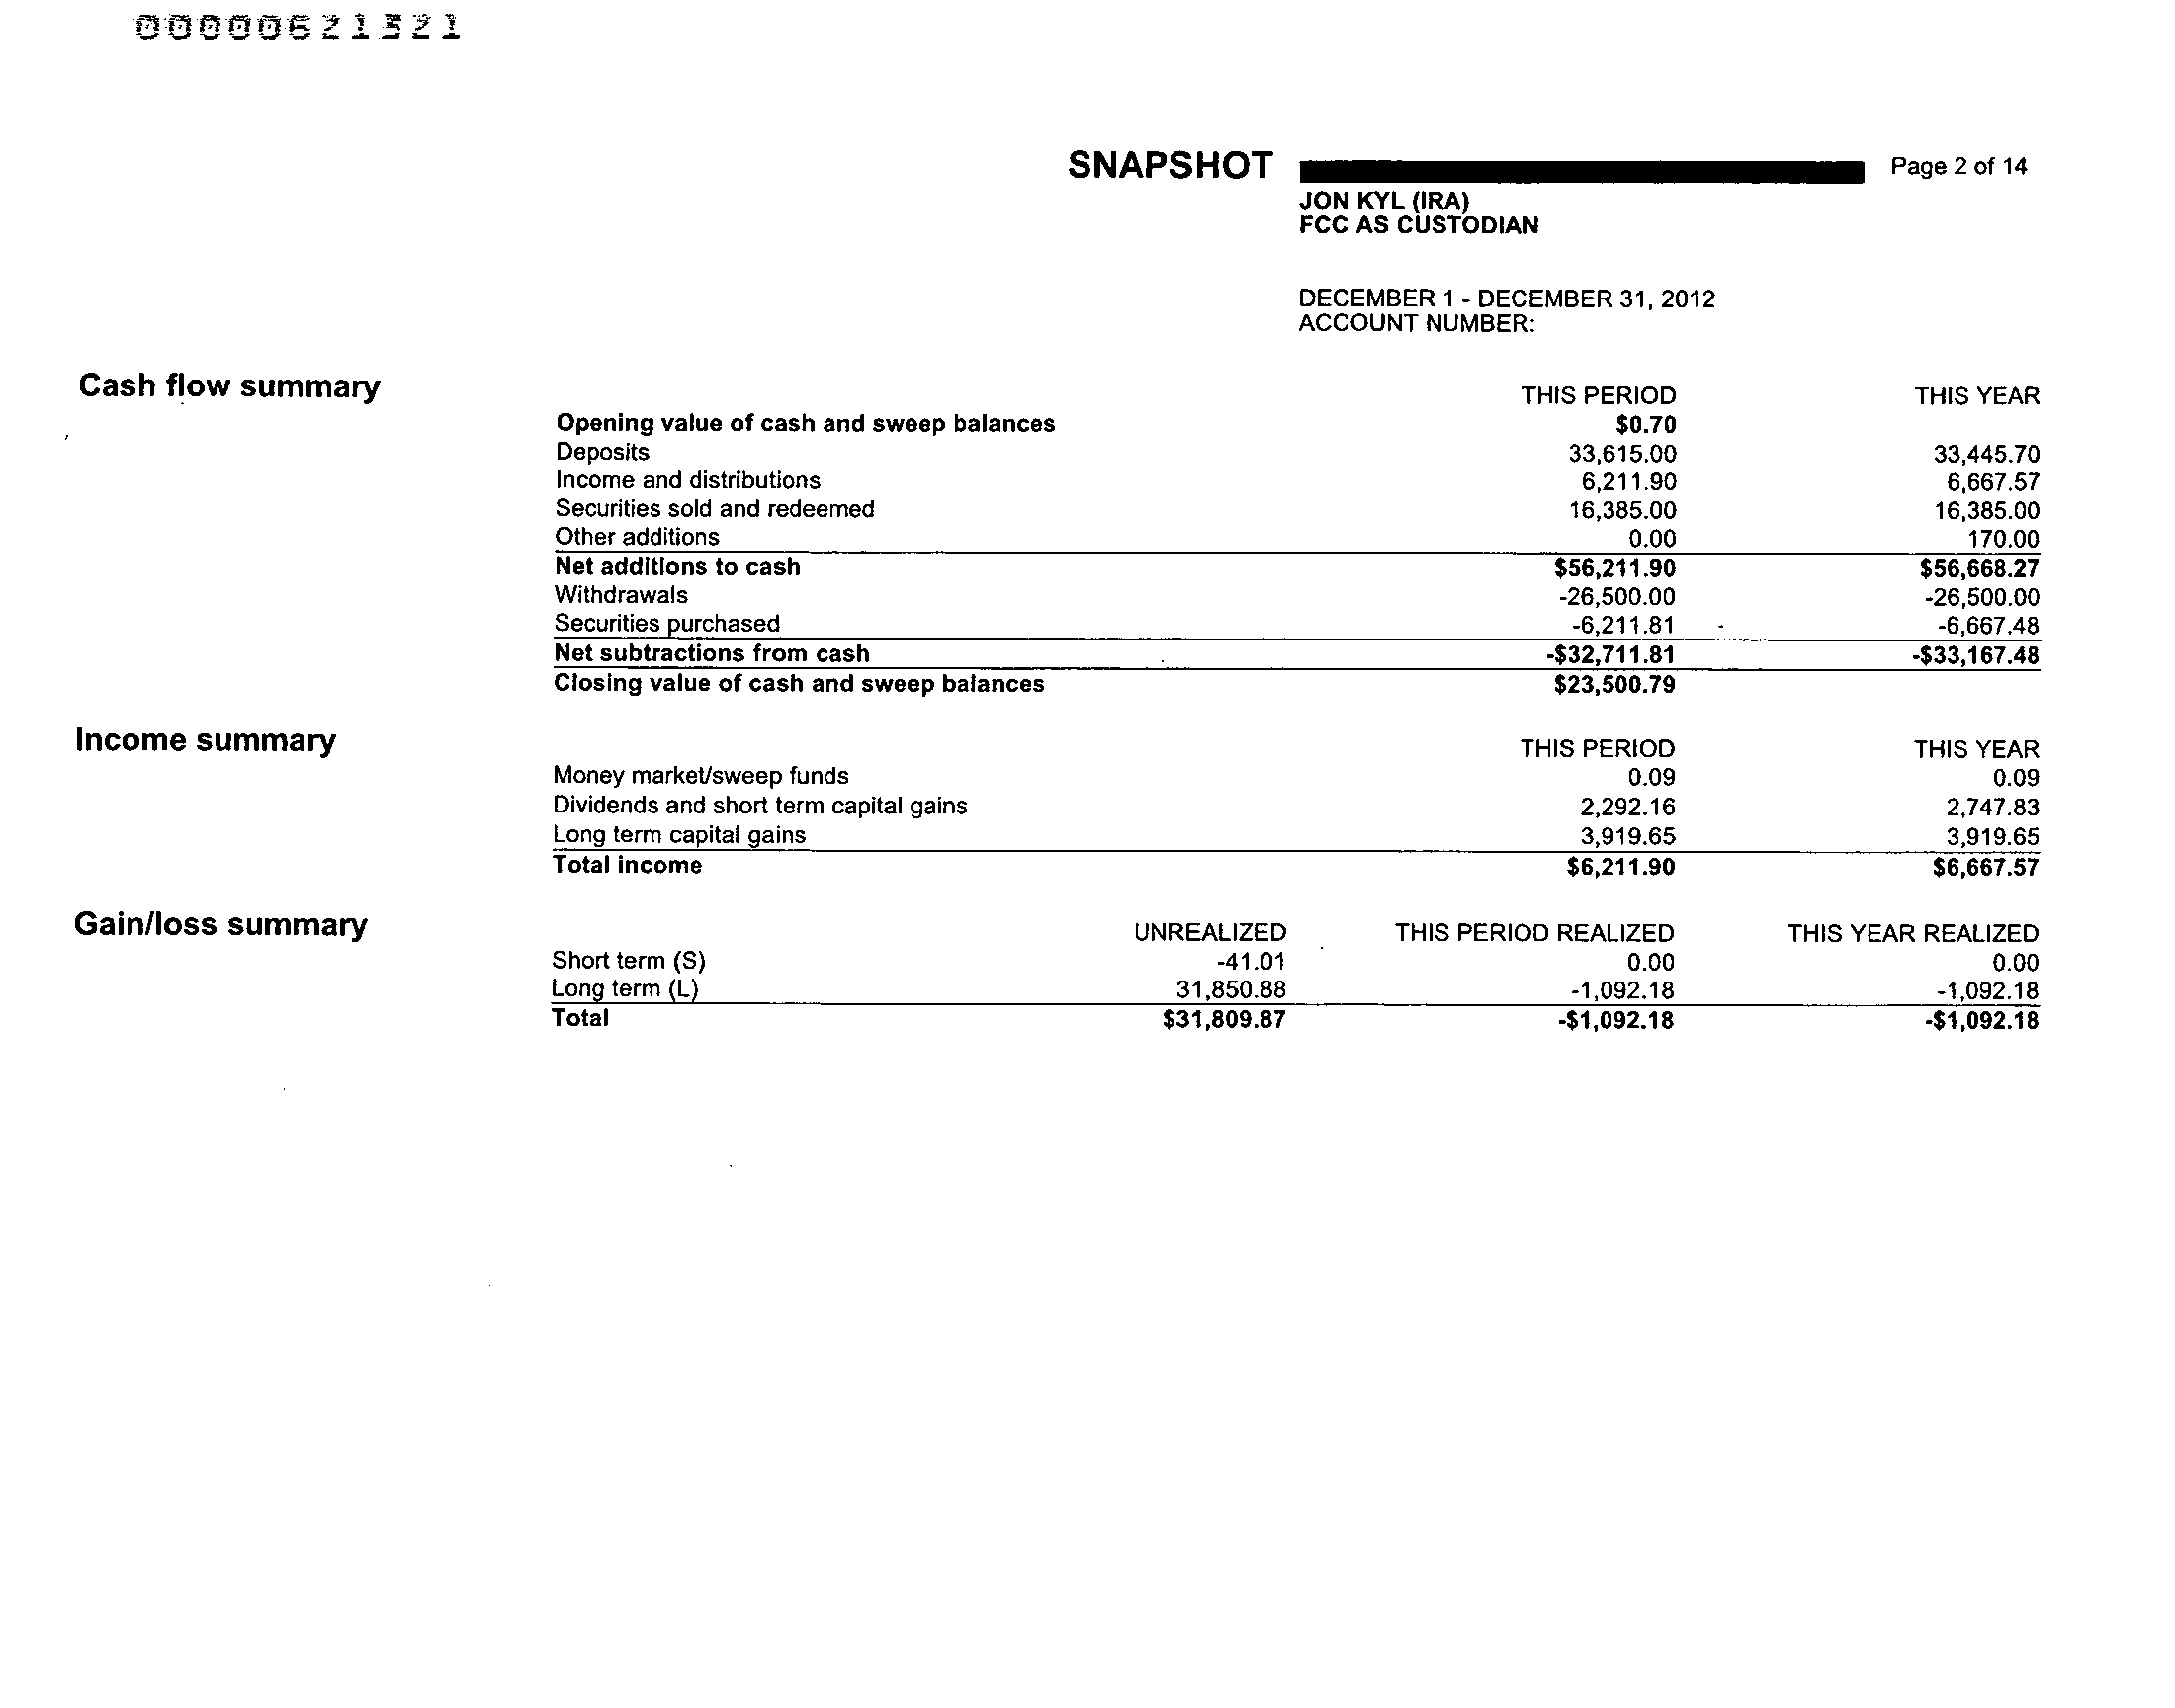 00000621321
SNAPSHOT Page 2 of 14
JON KYL (IRA)
FCC AS CUSTODIAN
DECEMBER 1 - DECEMBER 31, 2012
ACCOUNT NUMBER:
Cash flow summary
THIS PERIOD THIS YEAR
Opening value of cash and sweep balances $0.70
Deposits 33,615.00 33,445.70
Income and distributions 6,211.90 6,667.57
Securities sold and redeemed 16,385.00 16,385.00
Other additions 0.00 170.00
Net additions to cash $56,211.90 $56,668.27
Withdrawals -26,500.00 -26,500.00
Securities purchased -6,211.81 -6,667.48
Net subtractions from cash -$32,711.81 -$33,167.48
Closing value of cash and sweep balances $23,500.79
Income summary
THIS PERIOD THIS YEAR
Money market/sweep funds 0.09 0.09
Dividends and short term capital gains 2,292.16 2,747.83
Long term capital gains 3,919.65 3,919.65
Total income $6,211.90 $6,667.57
Gain/loss summary
UNREALIZED THIS PERIOD REALIZED THIS YEAR REALIZED
Short term (S) -41.01 0.00 0.00
Long term (L) 31,850.88 -1,092.18 -1,092.18
Total $31,809.87 -$1,092.18 -$1,092.18